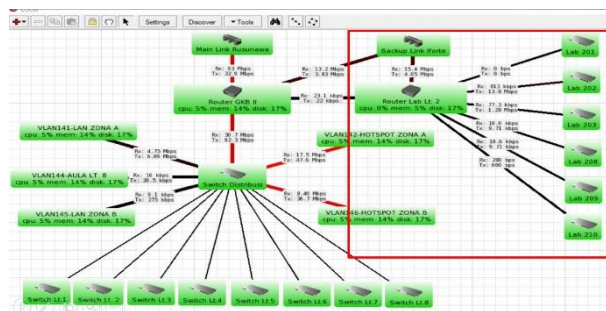 Settings
Discover
Tools
Main Link Rusunawa
Backup Link Iforte
Rx: 53 Mbps
Tx: 32.9 Mbps
Rx: 13.2 Mbps
Tx: 3.83 Mbps
Rx: 15.4 Mbps
Tx: 4.05 Mbps
Router GKB 8
cpu: 5% mem: 14% disk: 17%
Rx: 23.1 kbps
Tx: 22 kbps
Router Lab Lt. 2
cpu: 0% mem: 5% disk: 17%
Rx: 0 bps
Tx: 0 bps
Rx: 813 kbps
Tx: 13.6 Mbps
Rx: 77.3 kbps
Tx: 1.28 Mbps
Rx: 16.6 kbps
Tx: 9.71 kbps
Rx: 18.6 kbps
Tx: 9.71 kbps
Rx: 200 bps
Tx: 600 bps
Lab 201
Lab 202
Lab 203
Lab 208
Lab 209
Lab 210
VLAN141-LAN ZONA A
cpu: 5% mem: 14% disk: 17%
Rx: 4.75 Mbps
Tx: 6.89 Mbps
Rx: 30.7 Mbps
Tx: 92.3 Mbps
Rx: 17.5 Mbps
Tx: 47.6 Mbps
VLAN142-HOTSPOT ZONA A
cpu: 5% mem: 14% disk: 17%
VLAN144-AULA LT. 8
cpu: 5% mem: 14% disk: 17%
Rx: 16 kbps
Tx: 20.5 kbps
Switch Distribusi
VLAN145-LAN ZONA B
cpu: 5% mem: 14% disk: 17%
Rx: 9.1 kbps
Tx: 275 kbps
Rx: 8.49 Mbps
Tx: 36.7 Mbps
VLAN146-HOTSPOT ZONA B
cpu: 5% mem: 14% disk: 17%
Switch Lt.1
Switch Lt. 2
Switch Lt.3
Switch Lt.4
Switch Lt.5
Switch Lt.6
Switch Lt.7
Switch Lt.8